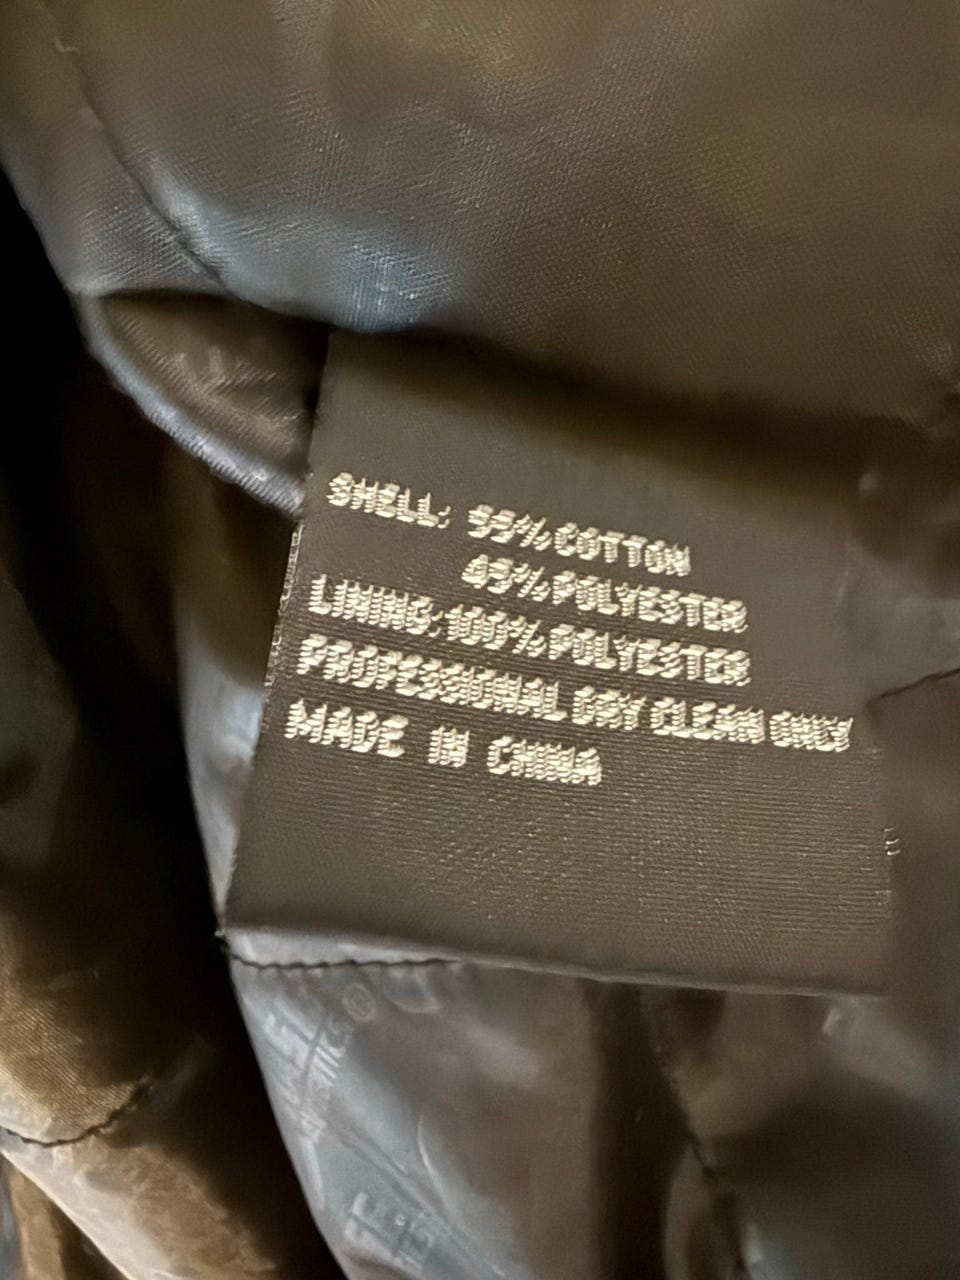 SHELL: 55% COTTON
45% POLYESTER
LINING: 100% POLYESTER
PROFESSIONAL DRY CLEAN ONLY
MADE IN CHINA